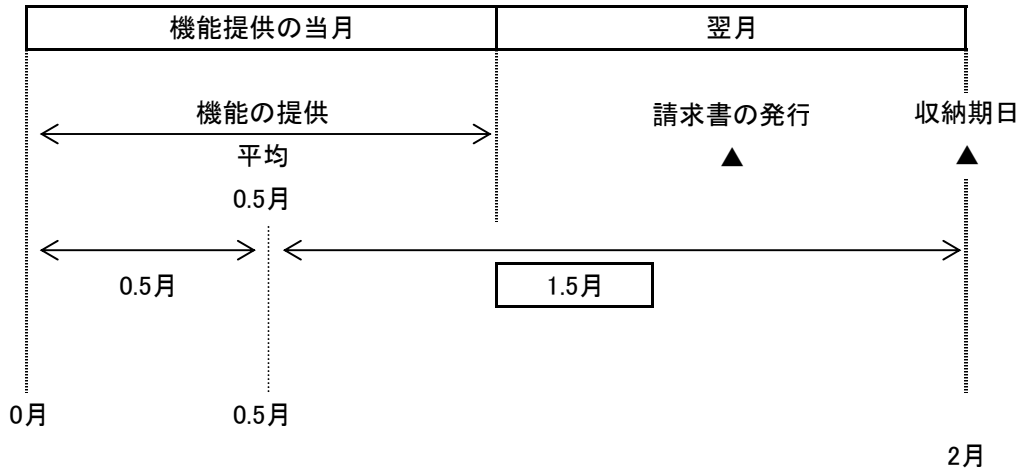 機能提供の当月
翌月
機能の提供
請求書の発行
収納期日
平均
▲
▲
0.5月
0.5月
1.5月
0月
0.5月
2月